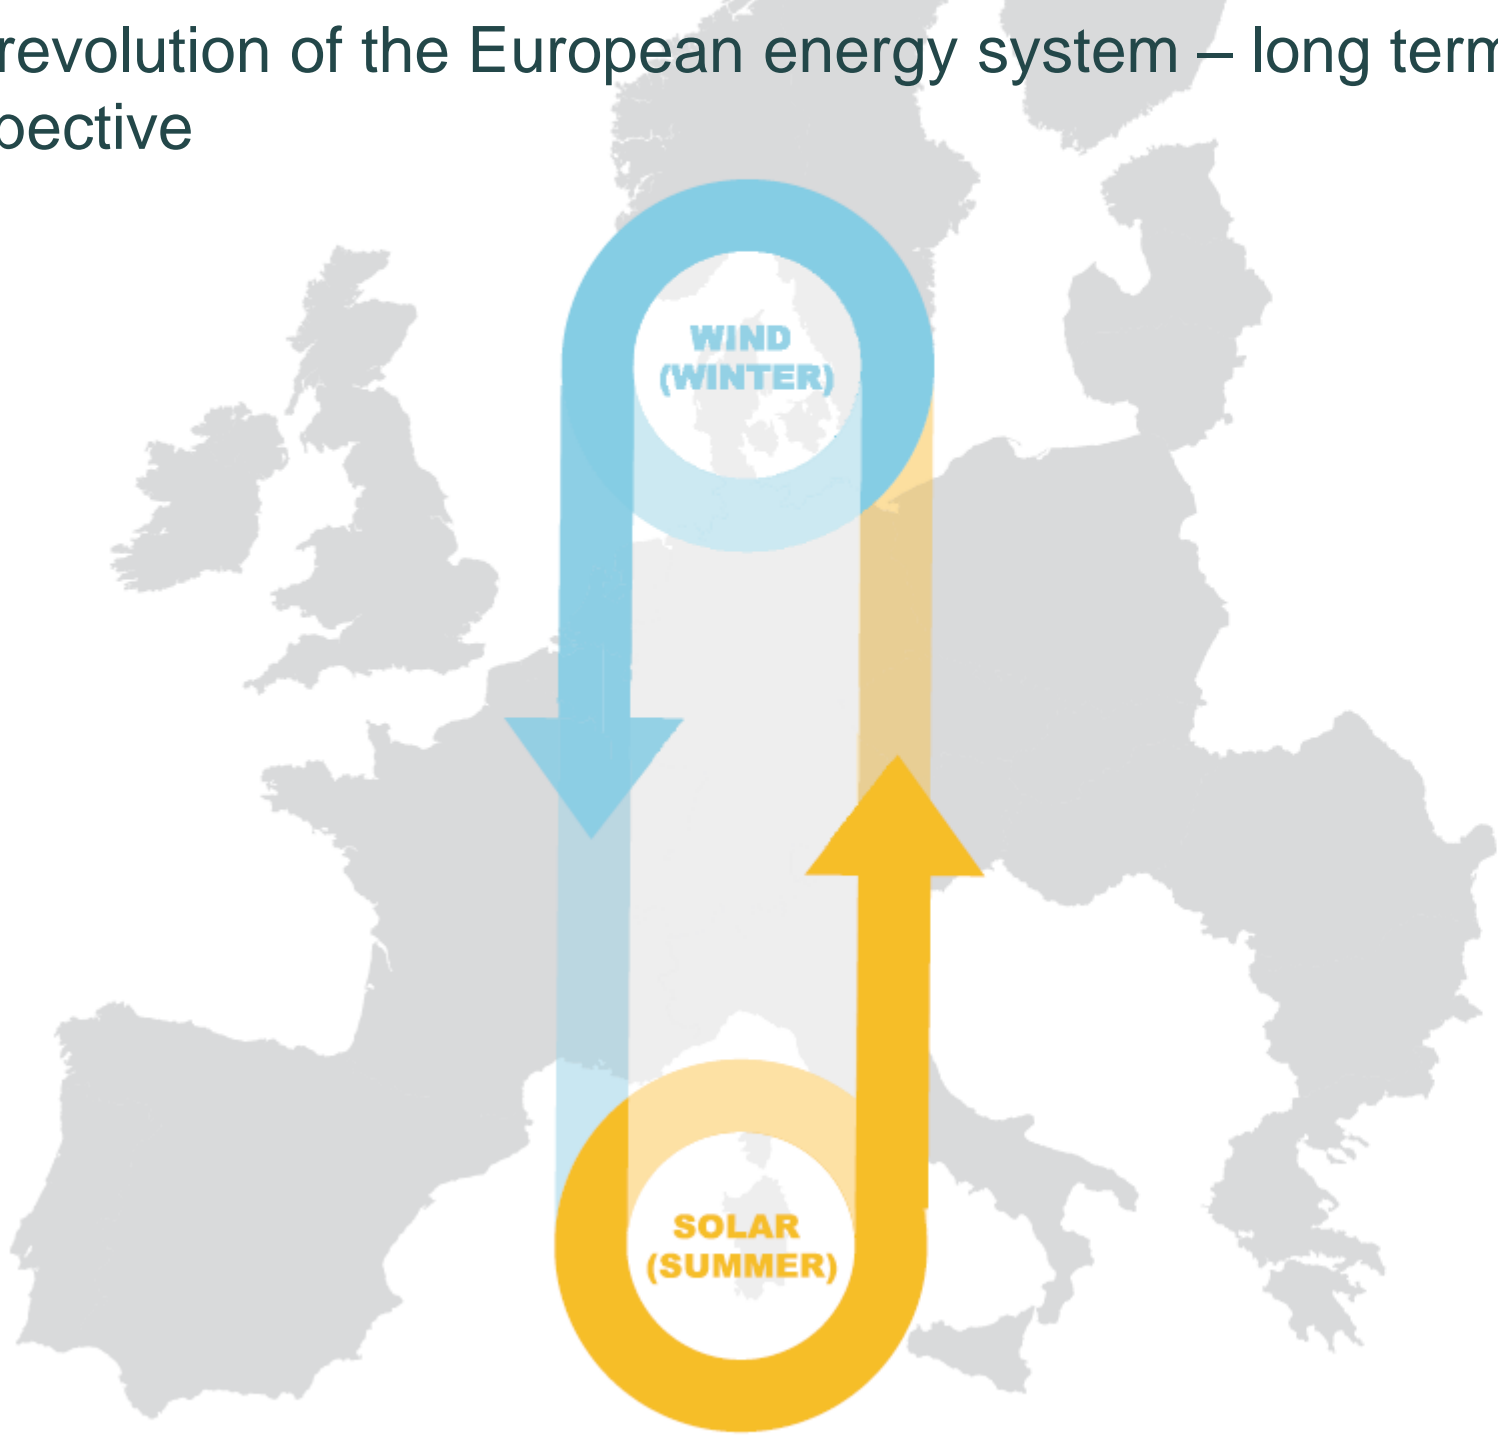 revolution of the European energy system – long term
pective
WIND
(WINTER)
SOLAR
(SUMMER)